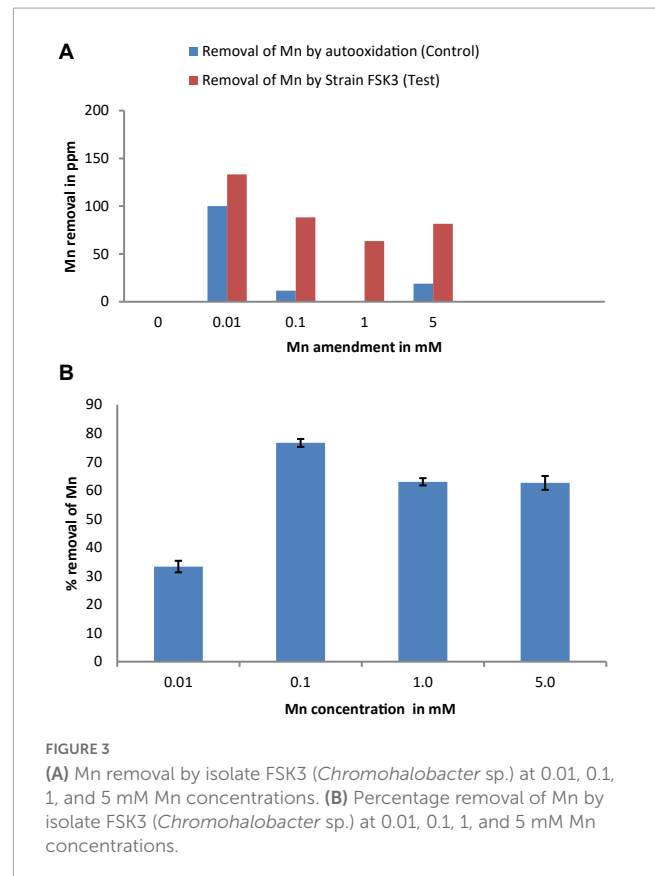 A
Removal of Mn by autooxidation (Control)
Removal of Mn by Strain FSK3 (Test)
200
150
100
50
0
Mn removal in ppm
0 0.01 0.1 1 5
Mn amendment in mM
B
90
80
70
60
50
40
30
20
10
0
% removal of Mn
0.01 0.1 1.0 5.0
Mn concentration in mM
FIGURE 3
(A) Mn removal by isolate FSK3 (Chromohalobacter sp.) at 0.01, 0.1,
1, and 5 mM Mn concentrations. (B) Percentage removal of Mn by
isolate FSK3 (Chromohalobacter sp.) at 0.01, 0.1, 1, and 5 mM Mn
concentrations.